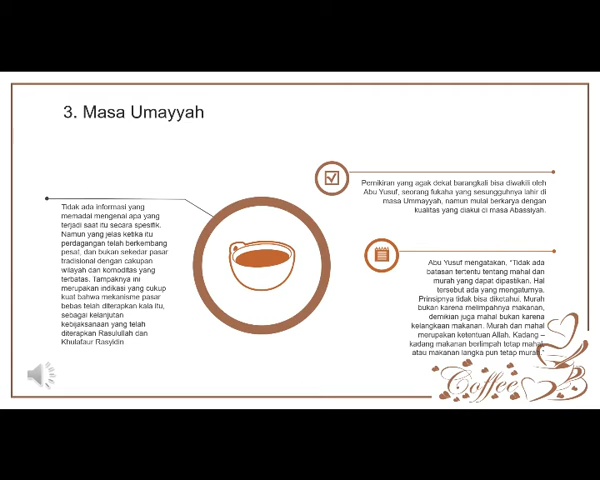 3. Masa Umayyah
Tidak ada informasi yang
memadai mengenai apa yang
terjadi saat itu secara spesifik.
Namun yang jelas ketika itu
perdagangan telah berkembang
pesat, dan bukan sekedar pasar
tradisional dengan cakupan
wilayah dan komoditas yang
terbatas. Tampaknya ini
merupakan indikasi yang cukup
kuat bahwa mekanisme pasar
bebas telah diterapkan kala itu,
sebagai kelanjutan
kebijaksanaan yang telah
diterapkan Rasulullah dan
Khulafaur Rasyidin
Pemikiran yang agak dekat barangkali bisa diwakili oleh
Abu Yusuf, seorang fukaha yang sesungguhnya lahir di
masa Ummayyah, namun mulai berkarya dengan
kualitas yang diakui di masa Abassiyah.
Abu Yusuf mengatakan, "Tidak ada
batasan tertentu tentang mahal dan
murah yang dapat dipastikan. Hal
tersebut ada yang mengaturnya.
Prinsipnya tidak bisa diketahui. Murah
bukan karena melimpahnya makanan,
demikian juga mahal bukan karena
kelangkaan makanan. Murah dan mahal
merupakan ketentuan Allah. Kadang –
kadang makanan berlimpah tetap mahal
atau makanan langka pun tetap murah."
Coffee